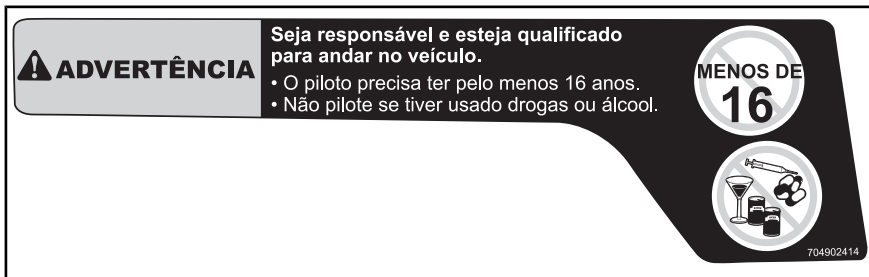 ADVERTÊNCIA
Seja responsável e esteja qualificado
para andar no veículo.
• O piloto precisa ter pelo menos 16 anos.
• Não pilote se tiver usado drogas ou álcool.
MENOS DE
16
704902414